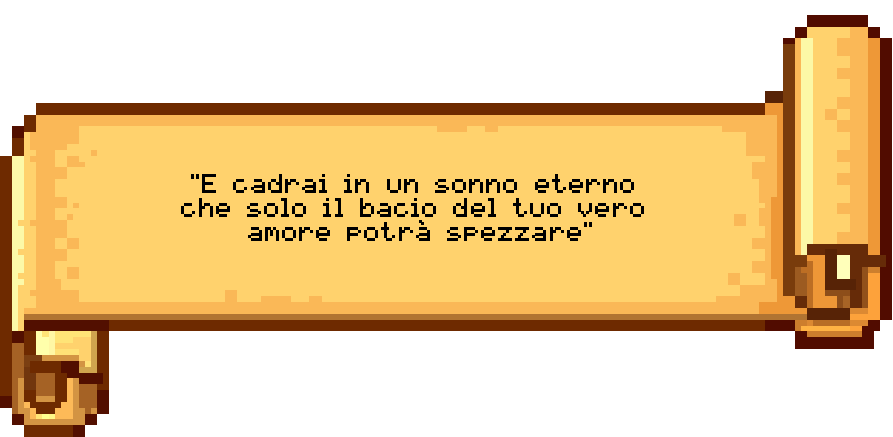 "E cadrai in un sonno eterno
che solo il bacio del tuo vero
amore potrà spezzare"